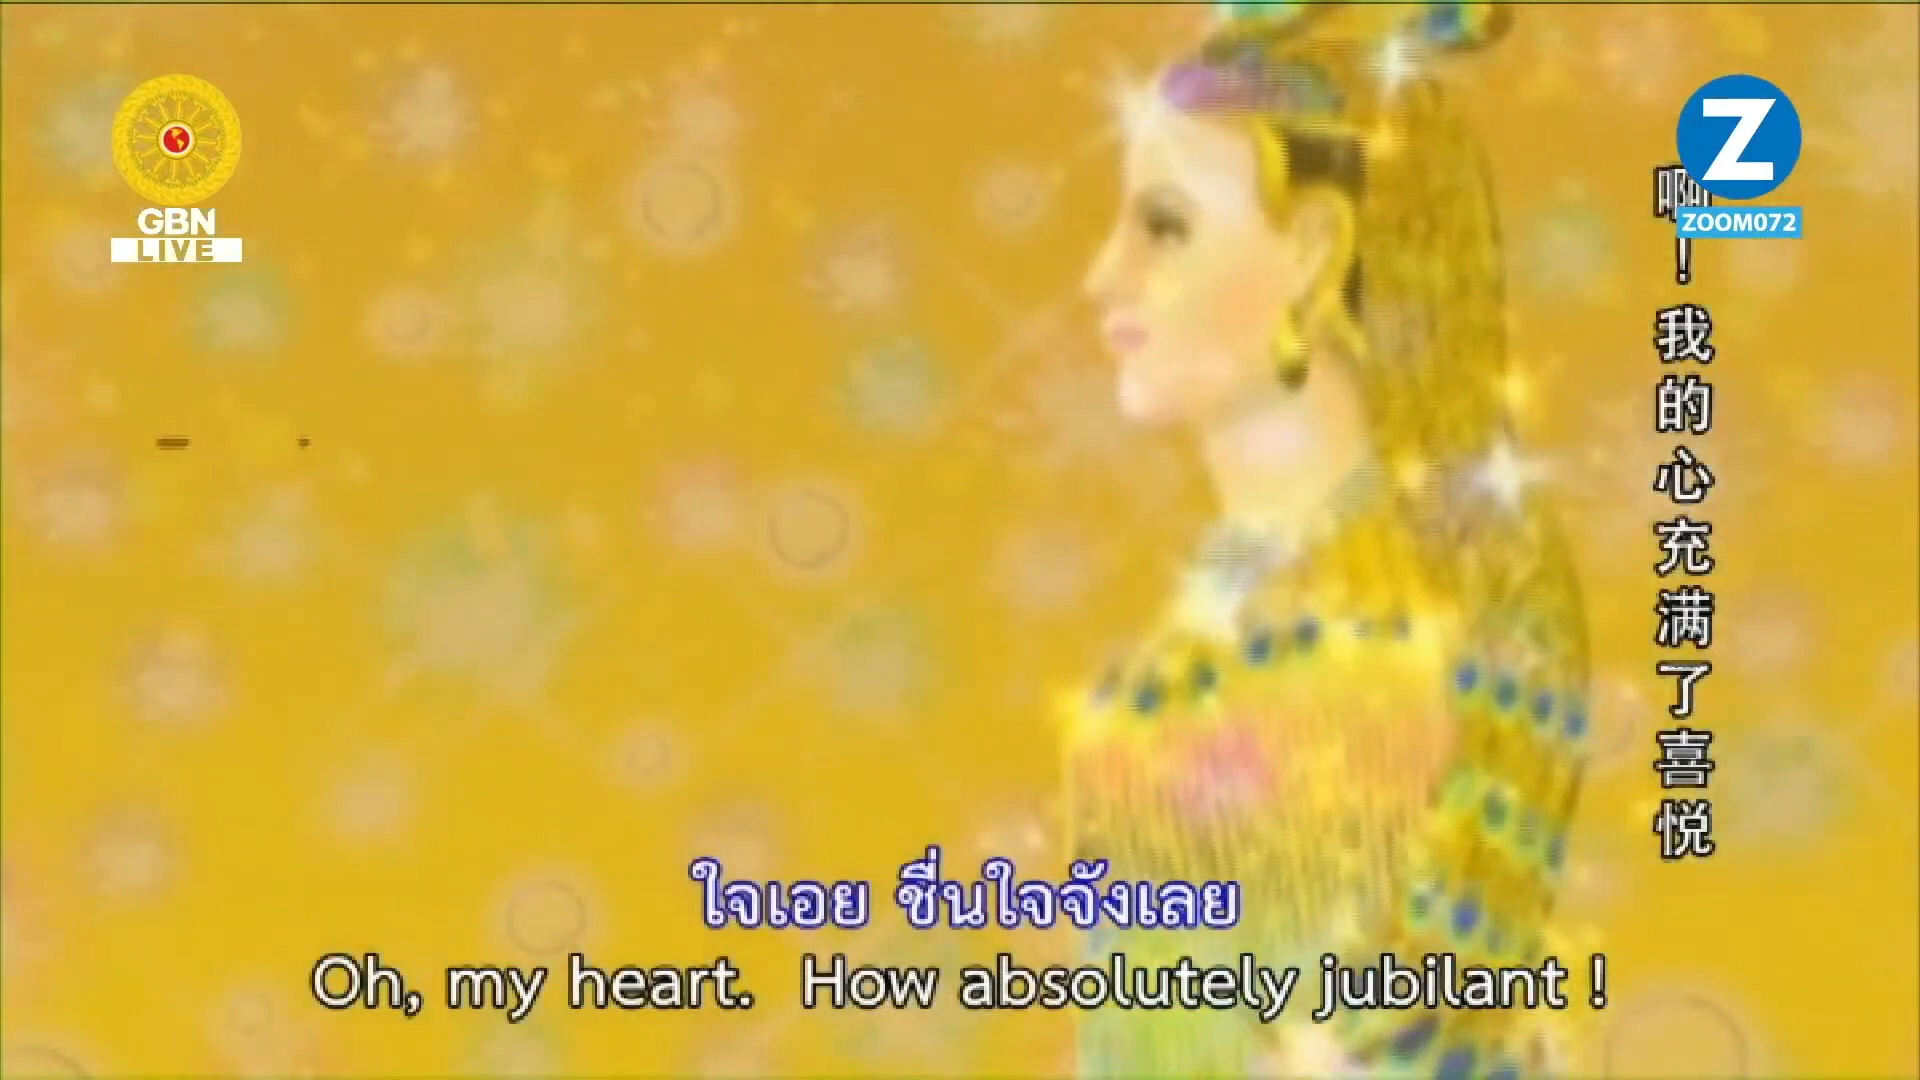 GBN
LIVE
Z
ZOOM072
啊！我的心充满了喜悦
ใจเอย ชื่นใจจังเลย
Oh, my heart.  How absolutely jubilant !